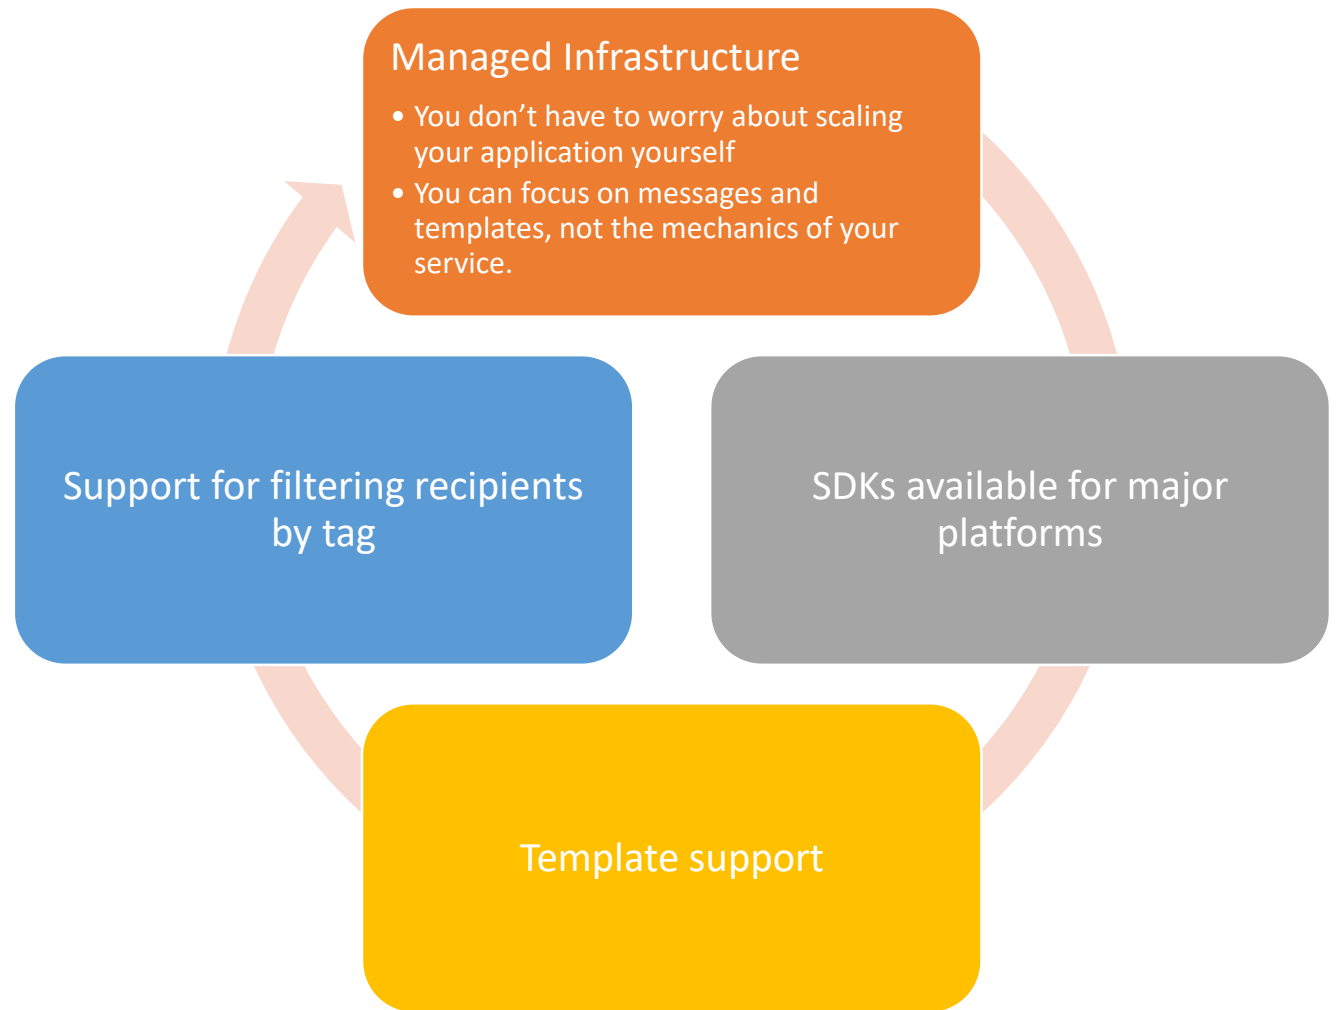 Managed Infrastructure
• You don’t have to worry about scaling
your application yourself
• You can focus on messages and
templates, not the mechanics of your
service.
Support for filtering recipients
by tag
SDKs available for major
platforms
Template support